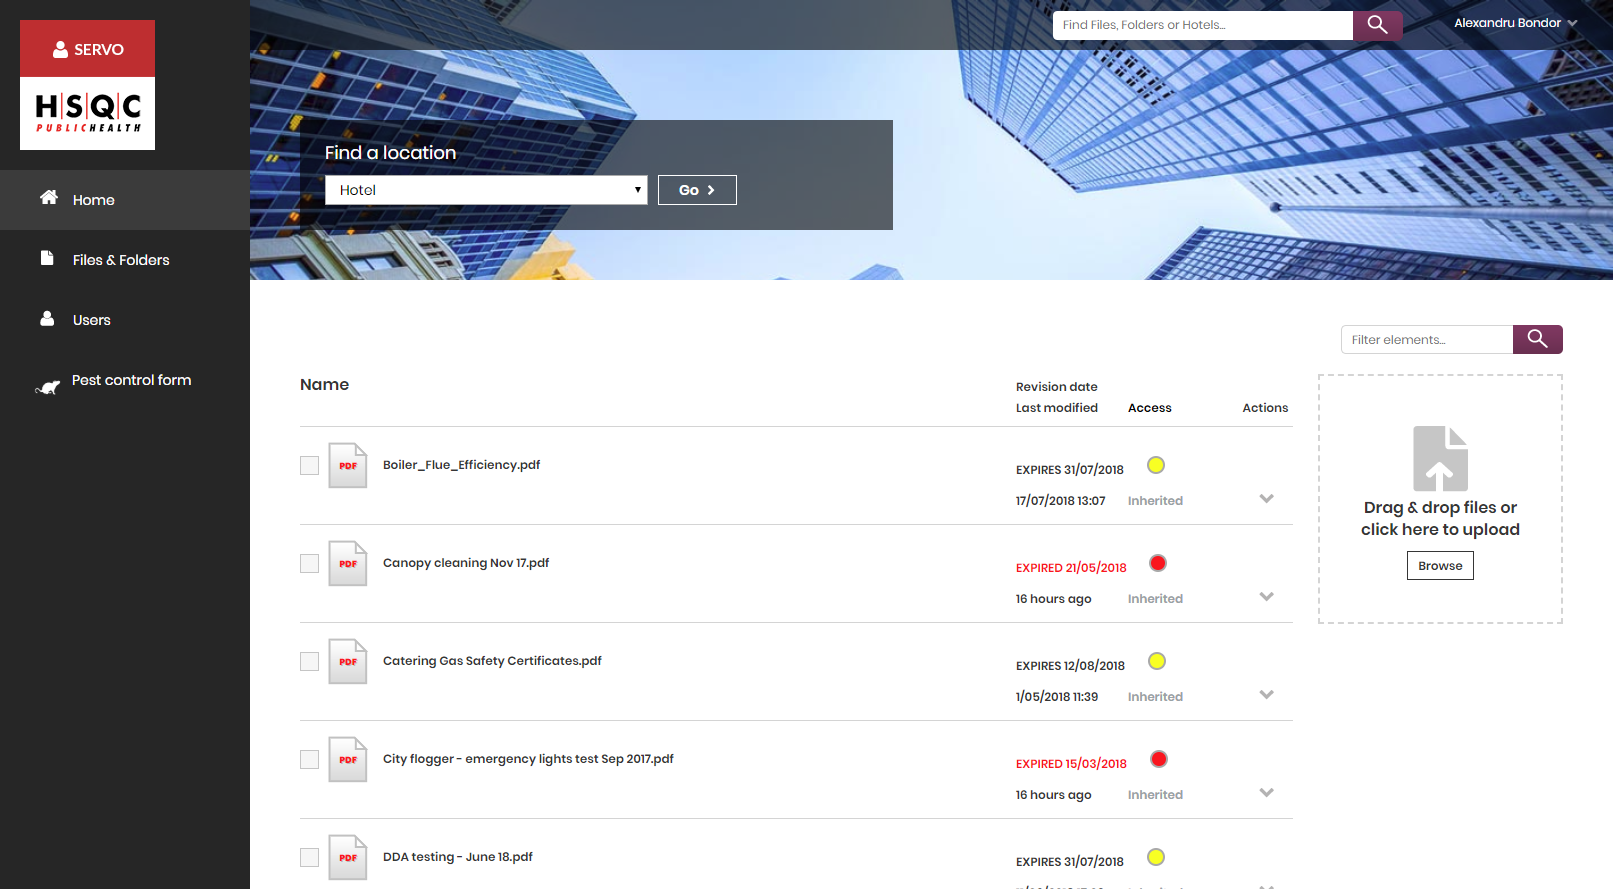 SERVO
H|S|Q|C
PUBLICHEALTH
Home
Files & Folders
Users
Pest control form
Find Files, Folders or Hotels...
Alexandru Bondor
Find a location
Hotel
Go
Filter elements...
Name
Revision date
Last modified
Access
Actions
PDF
Boiler_Flue_Efficiency.pdf
EXPIRES 31/07/2018
17/07/2018 13:07
Inherited
PDF
Canopy cleaning Nov 17.pdf
EXPIRED 21/05/2018
16 hours ago
Inherited
PDF
Catering Gas Safety Certificates.pdf
EXPIRES 12/08/2018
1/05/2018 11:39
Inherited
PDF
City flogger - emergency lights test Sep 2017.pdf
EXPIRED 15/03/2018
16 hours ago
Inherited
PDF
DDA testing - June 18.pdf
EXPIRES 31/07/2018
Drag & drop files or
click here to upload
Browse